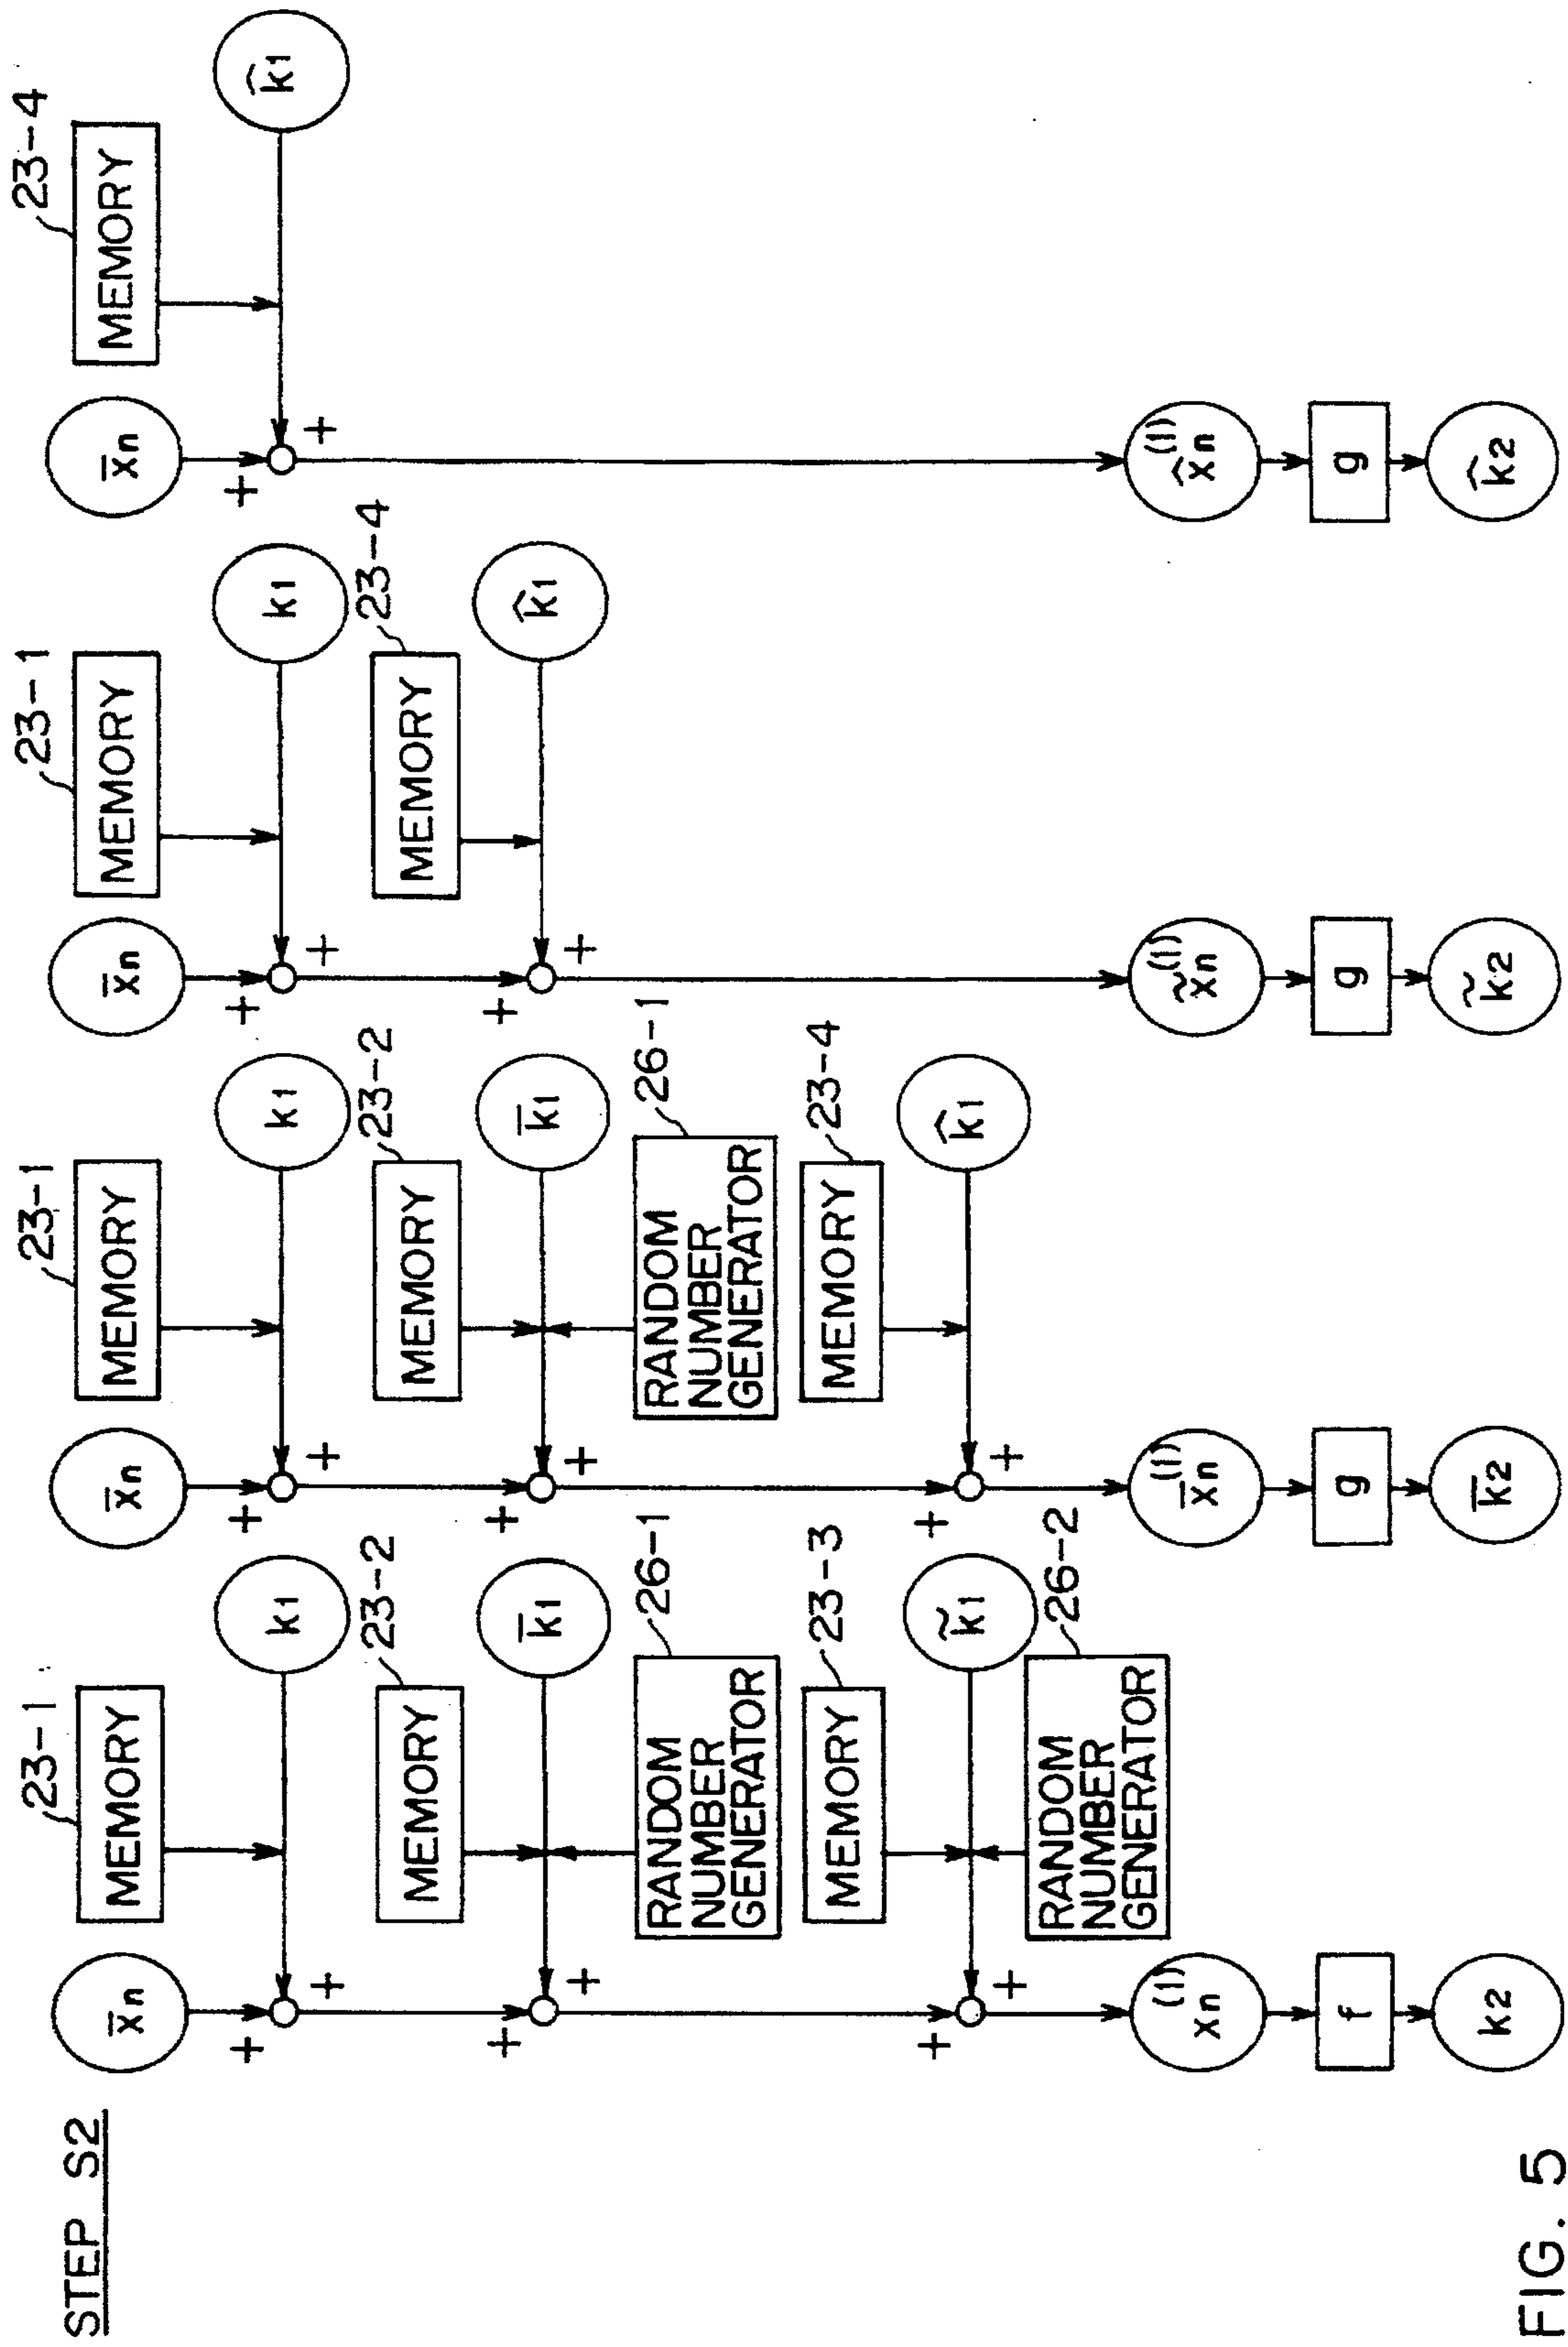 STEP S2
x̄n
23-1
MEMORY
k1
+
+
23-2
MEMORY
k̄1
+
+
26-1
RANDOM
NUMBER
GENERATOR
23-3
MEMORY
k̃1
+
+
26-2
RANDOM
NUMBER
GENERATOR
xn(1)
f
k2
x̄n
23-1
MEMORY
k1
+
+
23-2
MEMORY
k̄1
+
+
26-1
RANDOM
NUMBER
GENERATOR
23-4
MEMORY
k̂1
+
+
x̄n(1)
g
k̄2
x̄n
23-1
MEMORY
k1
+
+
23-4
MEMORY
k̂1
+
+
x̃n(1)
g
k̃2
x̄n
23-4
MEMORY
k̂1
+
+
x̂n(1)
g
k̂2
FIG. 5